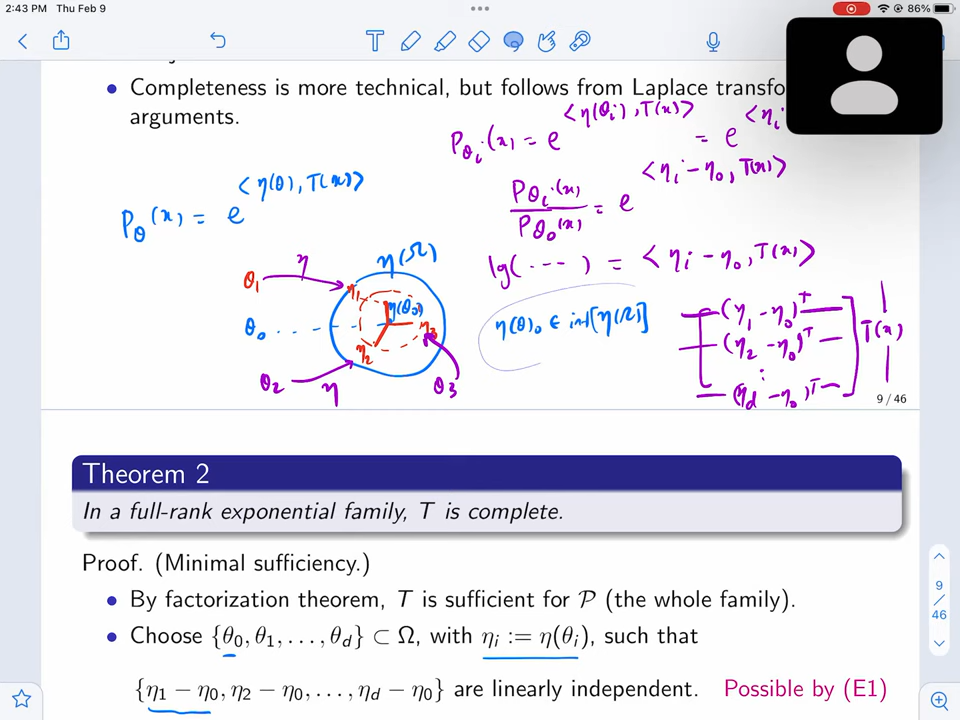 2:43 PM Thu Feb 9
86%
• Completeness is more technical, but follows from Laplace transfo
arguments.
P_{θ_i}(x) = e^{<η(θ_i), T(x)>} = e^{<η_i
P_θ(x) = e^{<η(θ), T(x)>}
P_{θ_i}(x) / P_{θ_0}(x) = e^{<η_i − η_0, T(x)>}
lg(⋯) = <η_i − η_0, T(x)>
θ_1 η η(Ω)
η_1
θ_0 η(θ_0) η_3
η_2
θ_2 η θ_3
η(θ)_0 ∈ int[η(Ω)]
(η_1 − η_0)^T
(η_2 − η_0)^T T(x)
⋮
(η_d − η_0)^T
9 / 46
Theorem 2
In a full-rank exponential family, T is complete.
Proof. (Minimal sufficiency.)
• By factorization theorem, T is sufficient for 𝒫 (the whole family).
• Choose {θ_0, θ_1, . . . , θ_d} ⊂ Ω, with η_i := η(θ_i), such that
{η_1 − η_0, η_2 − η_0, . . . , η_d − η_0} are linearly independent. Possible by (E1)
9
/
46